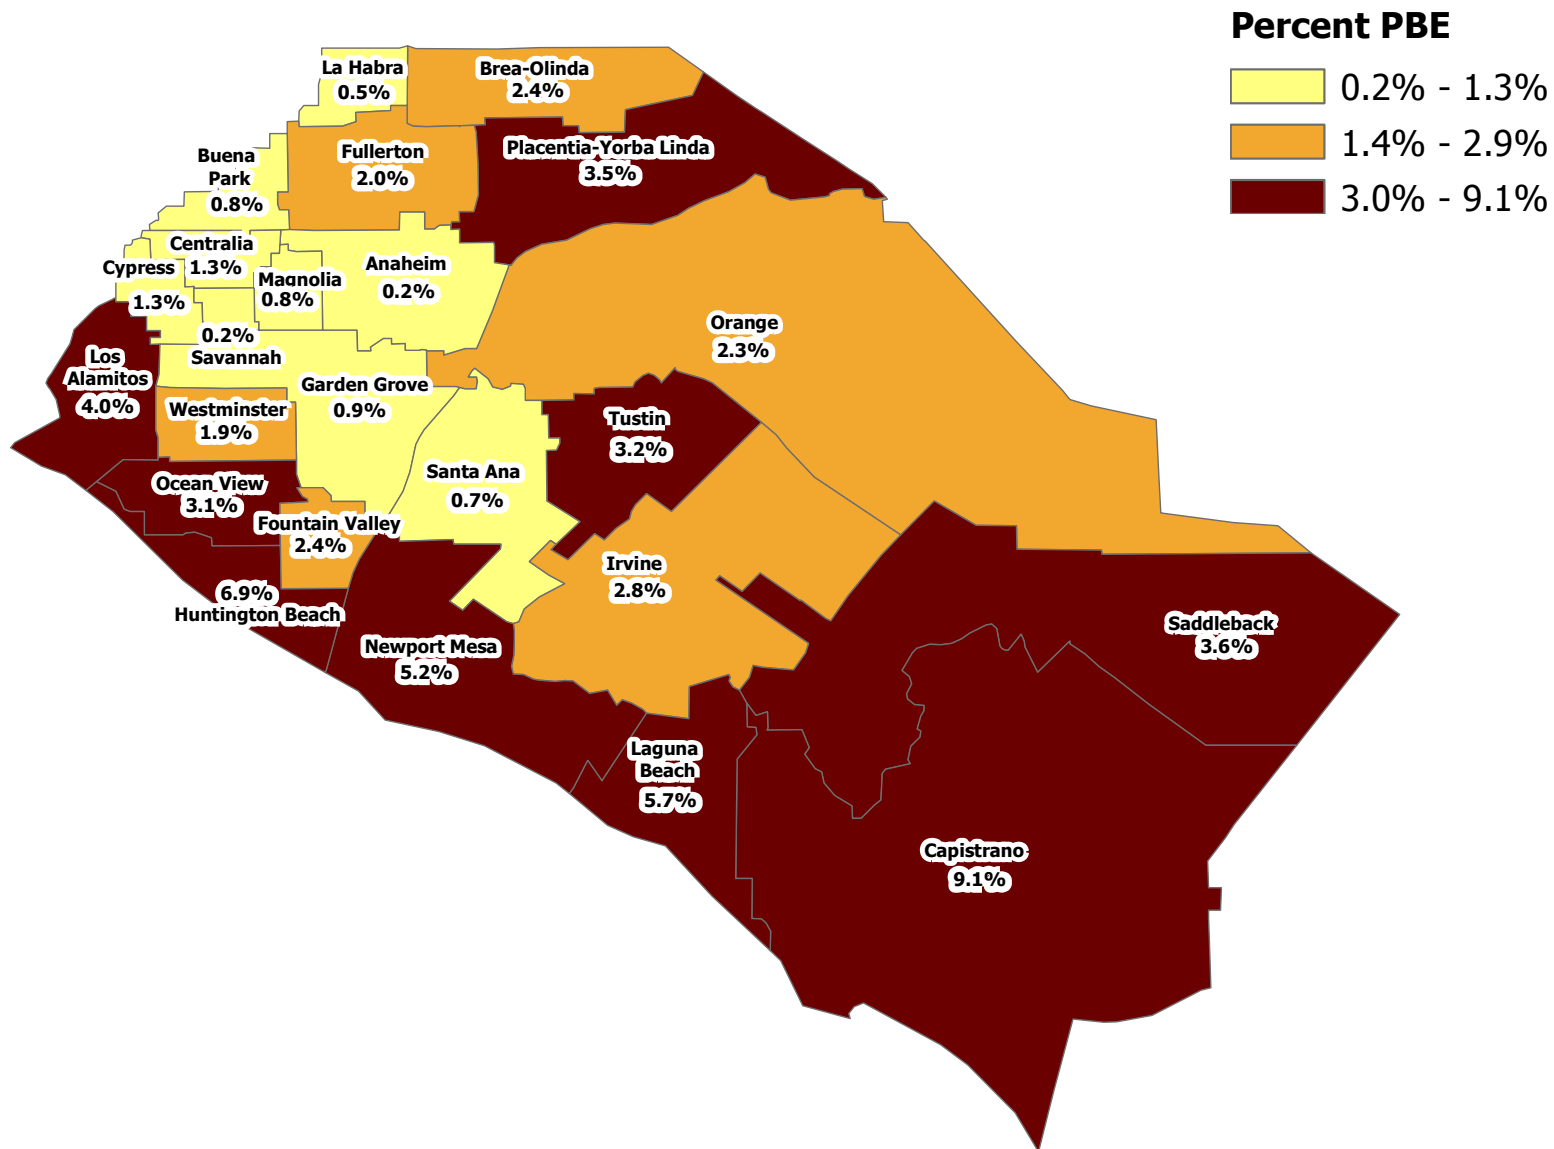 Percent PBE
0.2% - 1.3%
1.4% - 2.9%
3.0% - 9.1%
La Habra
0.5%
Brea-Olinda
2.4%
Placentia-Yorba Linda
3.5%
Fullerton
2.0%
Buena
Park
0.8%
Centralia
1.3%
Cypress
1.3%
Magnolia
0.8%
Anaheim
0.2%
0.2%
Savannah
Orange
2.3%
Los
Alamitos
4.0%
Garden Grove
0.9%
Westminster
1.9%
Tustin
3.2%
Santa Ana
0.7%
Ocean View
3.1%
Fountain Valley
2.4%
Irvine
2.8%
6.9%
Huntington Beach
Newport Mesa
5.2%
Saddleback
3.6%
Laguna
Beach
5.7%
Capistrano
9.1%